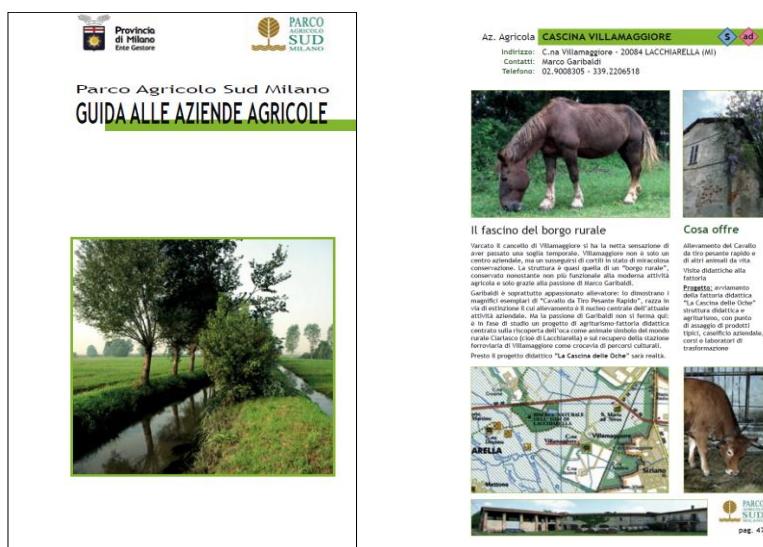 Provincia
di Milano
Ente Gestore
PARCO
AGRICOLO
SUD
MILANO
Parco Agricolo Sud Milano
GUIDA ALLE AZIENDE AGRICOLE
Az. Agricola CASCINA VILLAMAGGIORE S ad
Indirizzo: C.na Villamaggiore - 20084 LACCHIARELLA (MI)
Contatti: Marco Garibaldi
Telefono: 02.9008305 - 339.2206518
Il fascino del borgo rurale
Varcato il cancello di Villamaggiore si ha la netta sensazione di
aver passato una soglia temporale. Villamaggiore non è solo un
centro aziendale, ma un susseguirsi di cortili in stato di miracolosa
conservazione. La struttura è quasi quella di un "borgo rurale",
conservato nonostante non più funzionale alla moderna attività
agricola e solo grazie alla passione di Marco Garibaldi.
Garibaldi è soprattutto appassionato allevatore: lo dimostrano i
magnifici esemplari di "Cavallo da Tiro Pesante Rapido", razza in
via di estinzione il cui allevamento è il nucleo centrale dell'attuale
attività aziendale. Ma la passione di Garibaldi non si ferma qui:
è in fase di studio un progetto di agriturismo-fattoria didattica
centrato sulla riscoperta dell'oca come animale simbolo del mondo
rurale Ciarlasco (cioè di Lacchiarella) e sul recupero della stazione
ferroviaria di Villamaggiore come crocevia di percorsi culturali.
Presto il progetto didattico "La Cascina delle Oche" sarà realtà.
Cosa offre
Allevamento del Cavallo
da tiro pesante rapido e
di altri animali da vita
Visite didattiche alla
fattoria
Progetto: avviamento
della fattoria didattica
"La Cascina delle Oche"
struttura didattica e
agriturismo, con punto
di assaggio di prodotti
tipici, caseificio aziendale,
corsi e laboratori di
trasformazione
RISERVA NATURALE
LACCHIARELLA
S. Maria
C.na
Villamaggiore
Villamaggiore
ARELLA
Siziano
Mettone
PARCO
AGRICOLO
SUD
MILANO
pag. 47